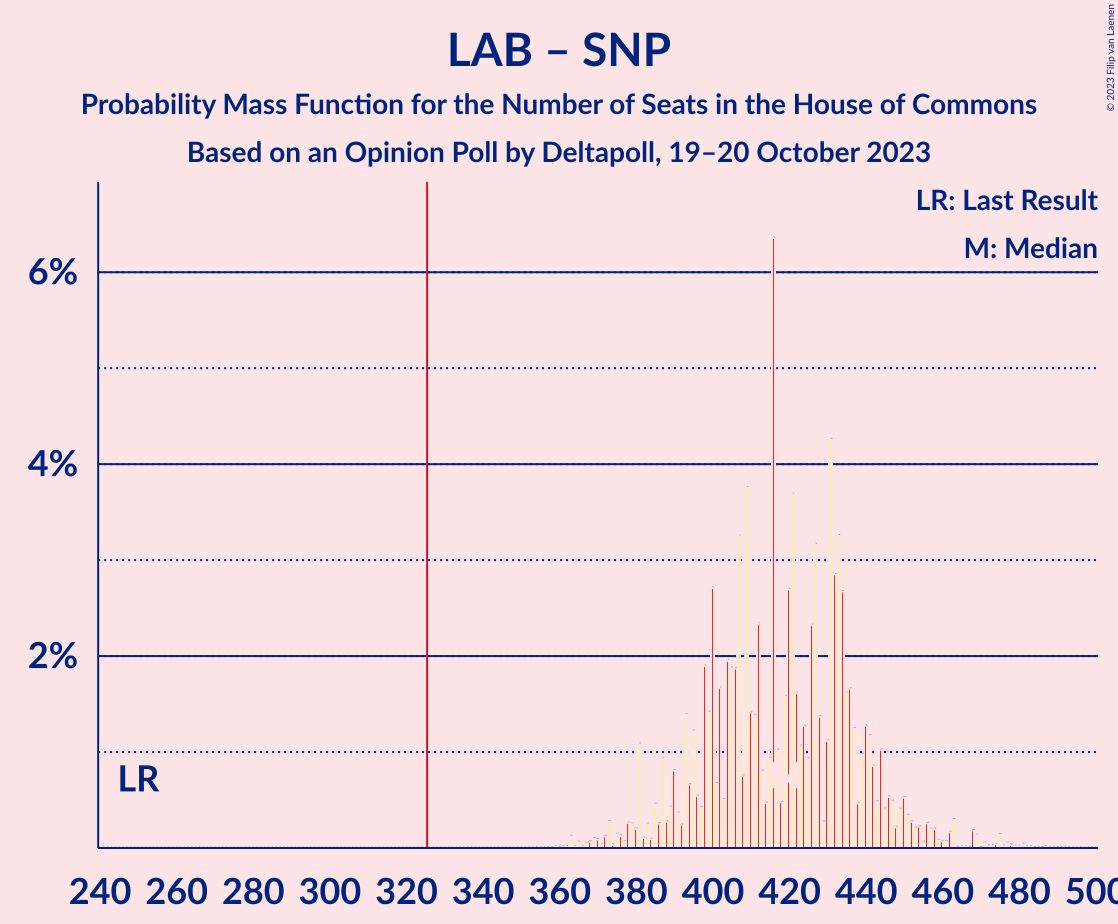 LAB – SNP
Probability Mass Function for the Number of Seats in the House of Commons
Based on an Opinion Poll by Deltapoll, 19–20 October 2023
© 2023 Filip van Laenen
LR: Last Result
M: Median
6%
4%
2%
LR
240 260 280 300 320 340 360 380 400 420 440 460 480 500